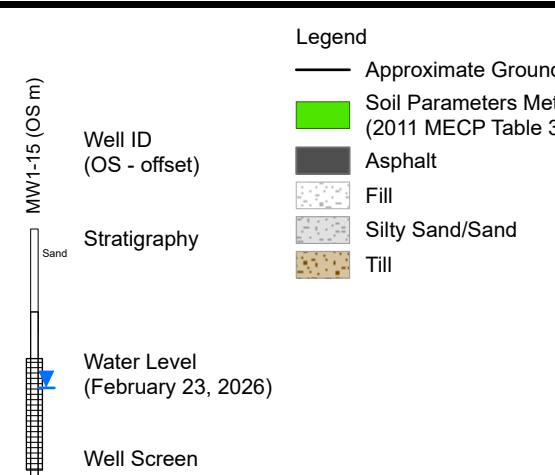 Legend
Approximate Ground
Soil Parameters Met
(2011 MECP Table 3
Asphalt
Fill
Silty Sand/Sand
Till
MW1-15 (OS m)
Well ID
(OS - offset)
Sand
Stratigraphy
Water Level
(February 23, 2026)
Well Screen